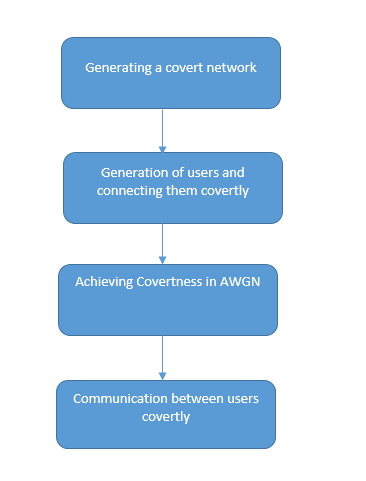 Generating a covert network
Generation of users and
connecting them covertly
Achieving Covertness in AWGN
Communication between users
covertly